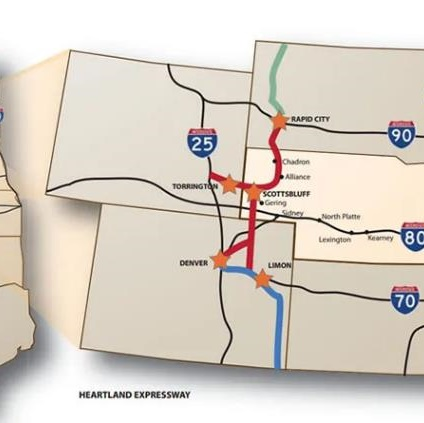 RAPID CITY
90
25
Chadron
Alliance
TORRINGTON
SCOTTSBLUFF
Gering
Sidney
North Platte
Lexington
Kearney
80
DENVER
LIMON
70
HEARTLAND EXPRESSWAY